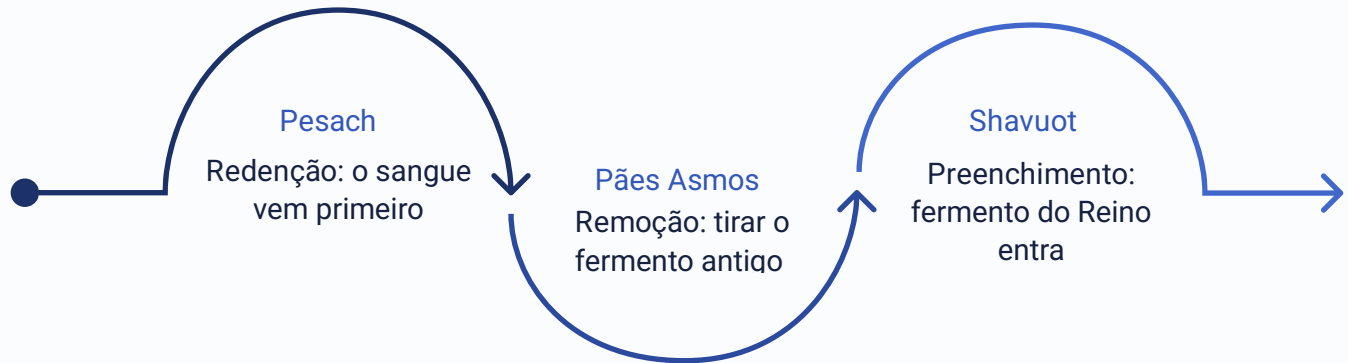 Pesach
Redenção: o sangue
vem primeiro
Pães Asmos
Remoção: tirar o
fermento antigo
Shavuot
Preenchimento:
fermento do Reino
entra